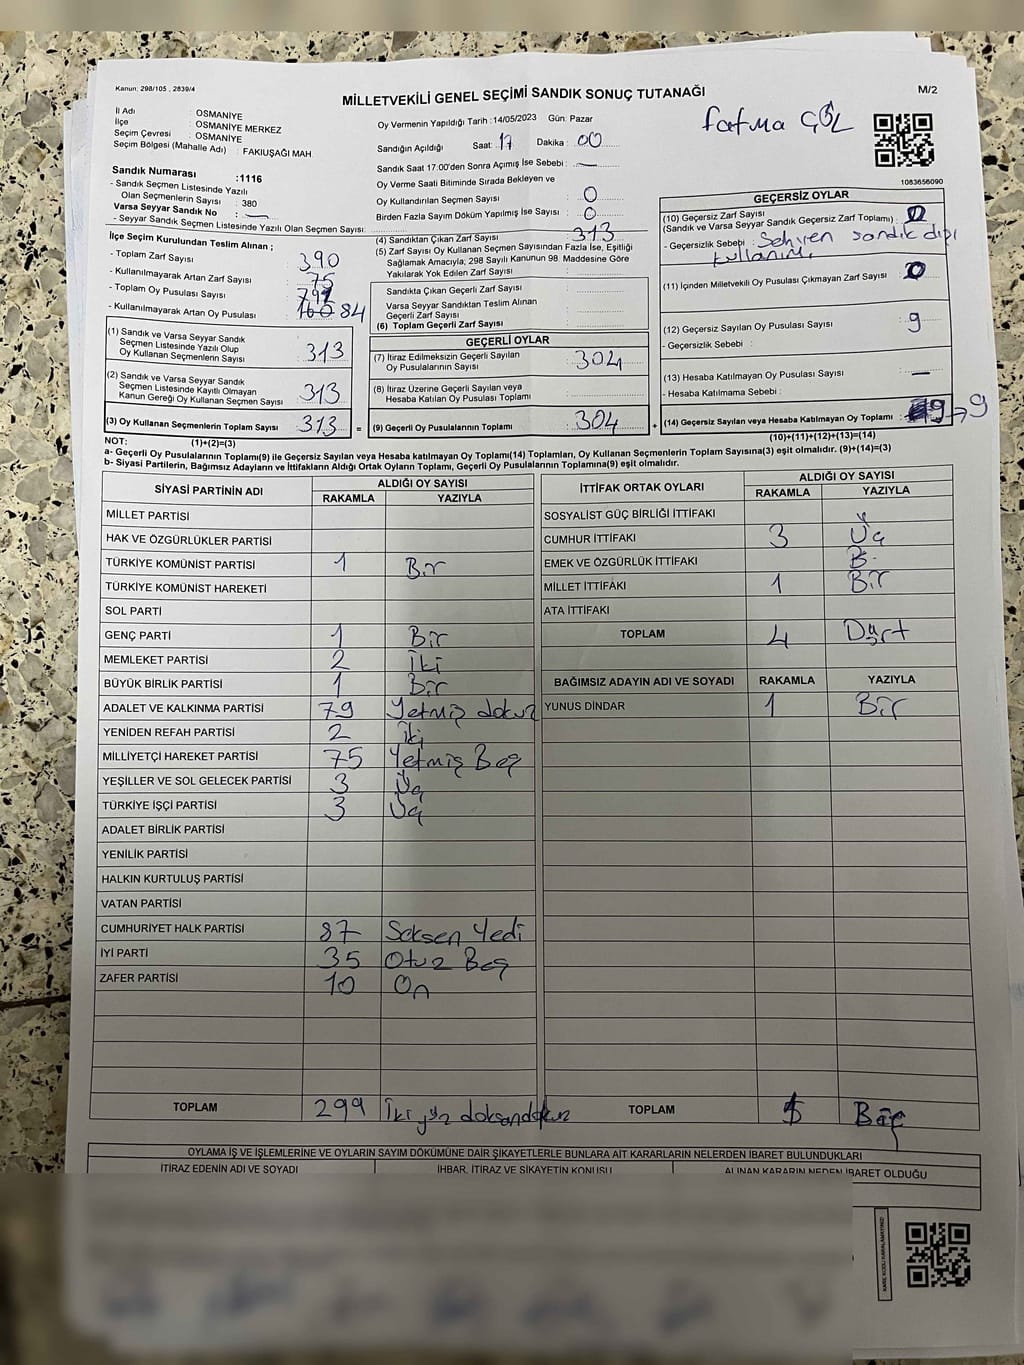 Kanun: 298/105 , 2839/4
MİLLETVEKİLİ GENEL SEÇİMİ SANDIK SONUÇ TUTANAĞI
M/2
Fatma ÇÖL
1083656090
İl Adı : OSMANİYE
İlçe : OSMANİYE MERKEZ
Seçim Çevresi : OSMANİYE
Seçim Bölgesi (Mahalle Adı) : FAKIUŞAĞI MAH.
Sandık Numarası :1116
- Sandık Seçmen Listesinde Yazılı
Olan Seçmenlerin Sayısı : 380
Varsa Seyyar Sandık No : —
- Seyyar Sandık Seçmen Listesinde Yazılı Olan Seçmen Sayısı:
İlçe Seçim Kurulundan Teslim Alınan ;
- Toplam Zarf Sayısı 390
- Kullanılmayarak Artan Zarf Sayısı : 75
- Toplam Oy Pusulası Sayısı
- Kullanılmayarak Artan Oy Pusulası : 84
(1) Sandık ve Varsa Seyyar Sandık
Seçmen Listesinde Yazılı Olup
Oy Kullanan Seçmenlerin Sayısı : 313
(2) Sandık ve Varsa Seyyar Sandık
Seçmen Listesinde Kayıtlı Olmayan
Kanun Gereği Oy Kullanan Seçmen Sayısı : 313
(3) Oy Kullanan Seçmenlerin Toplam Sayısı : 313 =
Oy Vermenin Yapıldığı Tarih :14/05/2023 Gün: Pazar
Sandığın Açıldığı Saat: 17 Dakika : 00
Sandık Saat 17:00'den Sonra Açımış İse Sebebi : —
Oy Verme Saati Bitiminde Sırada Bekleyen ve
Oy Kullandırılan Seçmen Sayısı : 0
Birden Fazla Sayım Döküm Yapılmış İse Sayısı : 0
(4) Sandıktan Çıkan Zarf Sayısı : 313
(5) Zarf Sayısı Oy Kullanan Seçmen Sayısından Fazla İse, Eşitliği
Sağlamak Amacıyla; 298 Sayılı Kanunun 98. Maddesine Göre
Yakılarak Yok Edilen Zarf Sayısı :
Sandıkta Çıkan Geçerli Zarf Sayısı :
Varsa Seyyar Sandıktan Teslim Alınan
Geçerli Zarf Sayısı :
(6) Toplam Geçerli Zarf Sayısı :
GEÇERLİ OYLAR
(7) İtiraz Edilmeksizin Geçerli Sayılan
Oy Pusulalarının Sayısı : 304
(8) İtiraz Üzerine Geçerli Sayılan veya
Hesaba Katılan Oy Pusulası Toplamı :
(9) Geçerli Oy Pusulalarının Toplamı : 304 +
GEÇERSİZ OYLAR
(10) Geçersiz Zarf Sayısı
(Sandık ve Varsa Seyyar Sandık Geçersiz Zarf Toplamı) : 0
- Geçersizlik Sebebi : Sehven sandık dışı
kullanım.
(11) İçinden Milletvekili Oy Pusulası Çıkmayan Zarf Sayısı : 0
(12) Geçersiz Sayılan Oy Pusulası Sayısı : 9
- Geçersizlik Sebebi :
(13) Hesaba Katılmayan Oy Pusulası Sayısı : —
- Hesaba Katılmama Sebebi :
(14) Geçersiz Sayılan veya Hesaba Katılmayan Oy Toplamı : 9 → 9
NOT: (1)+(2)=(3)
(10)+(11)+(12)+(13)=(14)
a- Geçerli Oy Pusulasının Toplamı(9) ile Geçersiz Sayılan veya Hesaba katılmayan Oy Toplamı(14) Toplamları, Oy Kullanan Seçmenlerin Toplam Sayısına(3) eşit olmalıdır. (9)+(14)=(3)
b- Siyasi Partilerin, Bağımsız Adayların ve İttifakların Aldığı Ortak Oyların Toplamı, Geçerli Oy Pusulalarının Toplamına(9) eşit olmalıdır.
SİYASİ PARTİNİN ADI ALDIĞI OY SAYISI
RAKAMLA YAZIYLA
MİLLET PARTİSİ
HAK VE ÖZGÜRLÜKLER PARTİSİ
TÜRKİYE KOMÜNİST PARTİSİ 1 Bir
TÜRKİYE KOMÜNİST HAREKETİ
SOL PARTİ
GENÇ PARTİ 1 Bir
MEMLEKET PARTİSİ 2 İki
BÜYÜK BİRLİK PARTİSİ 1 Bir
ADALET VE KALKINMA PARTİSİ 79 Yetmiş dokuz
YENİDEN REFAH PARTİSİ 2 İki
MİLLİYETÇİ HAREKET PARTİSİ 75 Yetmiş Beş
YEŞİLLER VE SOL GELECEK PARTİSİ 3 Üç
TÜRKİYE İŞÇİ PARTİSİ 3 Üç
ADALET BİRLİK PARTİSİ
YENİLİK PARTİSİ
HALKIN KURTULUŞ PARTİSİ
VATAN PARTİSİ
CUMHURİYET HALK PARTİSİ 87 Seksen Yedi
İYİ PARTİ 35 Otuz Beş
ZAFER PARTİSİ 10 On
TOPLAM 299 İki yüz doksandokuz
İTTİFAK ORTAK OYLARI ALDIĞI OY SAYISI
RAKAMLA YAZIYLA
SOSYALİST GÜÇ BİRLİĞİ İTTİFAKI
CUMHUR İTTİFAKI 3 Üç
EMEK VE ÖZGÜRLÜK İTTİFAKI
MİLLET İTTİFAKI 1 Bir
ATA İTTİFAKI
TOPLAM 4 Dört
BAĞIMSIZ ADAYIN ADI VE SOYADI RAKAMLA YAZIYLA
YUNUS DİNDAR 1 Bir
TOPLAM 5 Beş
OYLAMA İŞ VE İŞLEMLERİNE VE OYLARIN SAYIM DÖKÜMÜNE DAİR ŞİKAYETLERLE BUNLARA AİT KARARLARIN NELERDEN İBARET BULUNDUKLARI
İTİRAZ EDENİN ADI VE SOYADI İHBAR, İTİRAZ VE ŞİKAYETİN KONUSU ALINAN KARARIN NEDEN İBARET OLDUĞU